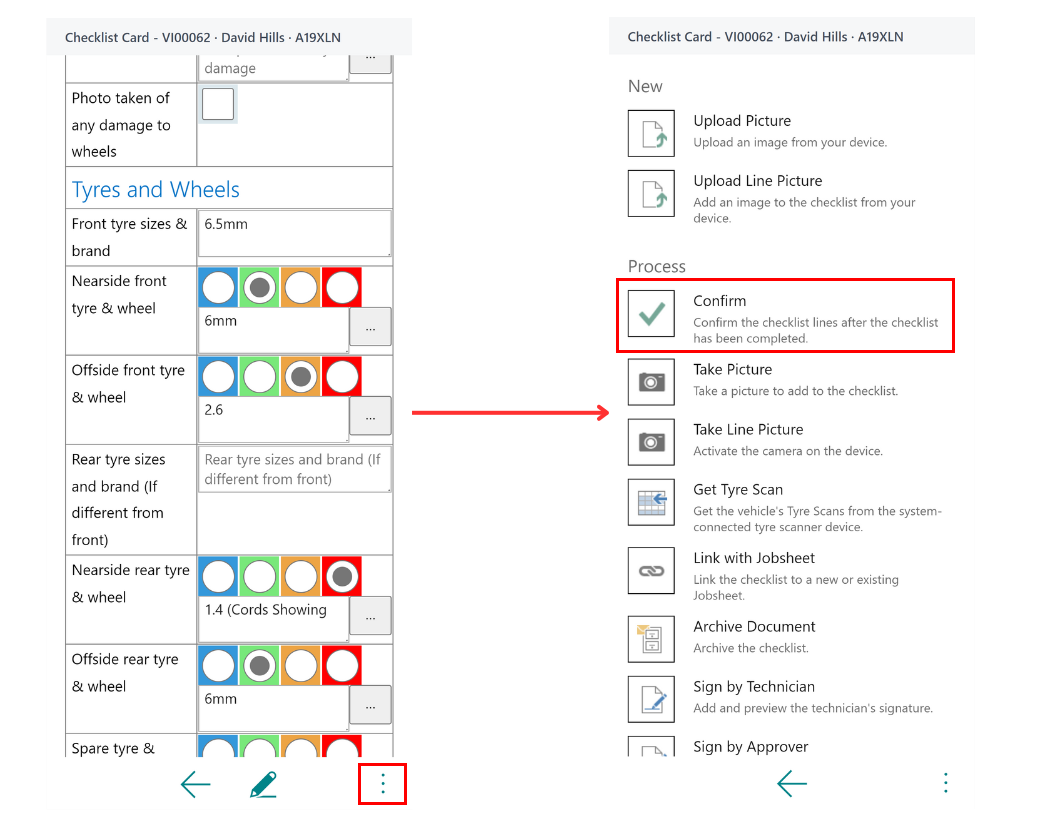 Checklist Card - VI00062 · David Hills · A19XLN
damage
...
Photo taken of
any damage to
wheels
Tyres and Wheels
Front tyre sizes &
brand
6.5mm
Nearside front
tyre & wheel
6mm
...
Offside front tyre
& wheel
2.6
...
Rear tyre sizes
and brand (If
different from
front)
Rear tyre sizes and brand (If
different from front)
Nearside rear tyre
& wheel
1.4 (Cords Showing
...
Offside rear tyre
& wheel
6mm
...
Spare tyre &
Checklist Card - VI00062 · David Hills · A19XLN
New
Upload Picture
Upload an image from your device.
Upload Line Picture
Add an image to the checklist from your
device.
Process
Confirm
Confirm the checklist lines after the checklist
has been completed.
Take Picture
Take a picture to add to the checklist.
Take Line Picture
Activate the camera on the device.
Get Tyre Scan
Get the vehicle's Tyre Scans from the system-
connected tyre scanner device.
Link with Jobsheet
Link the checklist to a new or existing
Jobsheet.
Archive Document
Archive the checklist.
Sign by Technician
Add and preview the technician's signature.
Sign by Approver